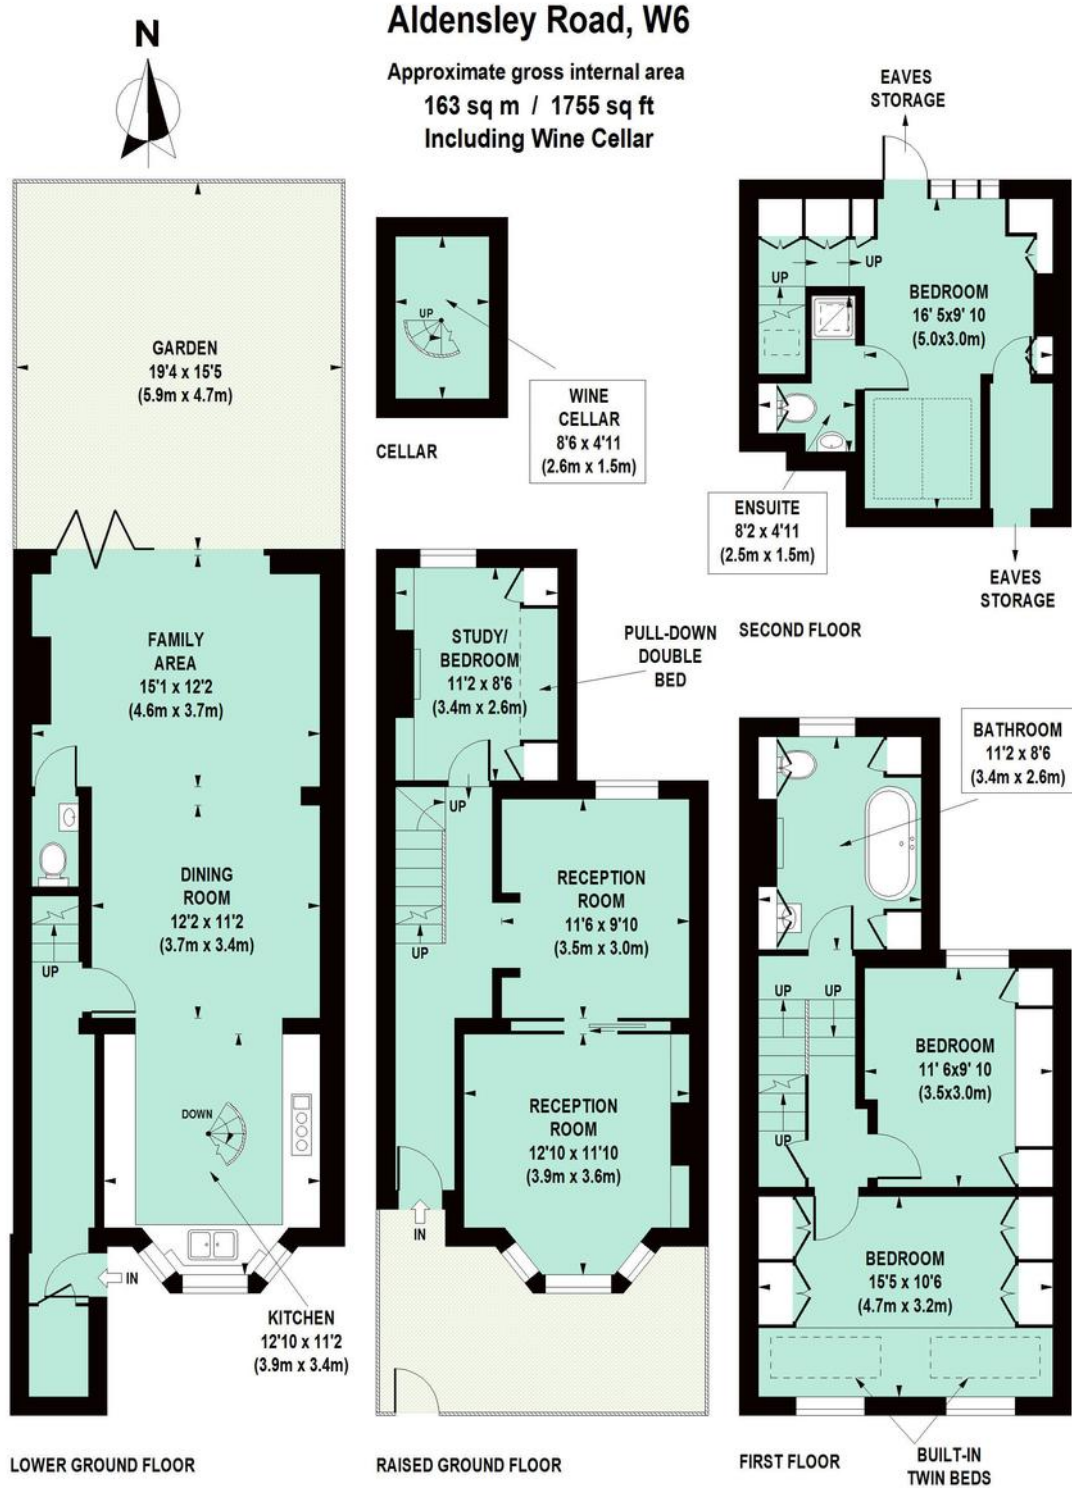 Aldensley Road, W6
N
Approximate gross internal area
163 sq m / 1755 sq ft
Including Wine Cellar
EAVES
STORAGE
GARDEN
19'4 x 15'5
(5.9m x 4.7m)
UP
WINE
CELLAR
8'6 x 4'11
(2.6m x 1.5m)
CELLAR
UP
UP
BEDROOM
16' 5x9' 10
(5.0x3.0m)
ENSUITE
8'2 x 4'11
(2.5m x 1.5m)
EAVES
STORAGE
SECOND FLOOR
FAMILY
AREA
15'1 x 12'2
(4.6m x 3.7m)
DINING
ROOM
12'2 x 11'2
(3.7m x 3.4m)
UP
DOWN
IN
KITCHEN
12'10 x 11'2
(3.9m x 3.4m)
LOWER GROUND FLOOR
STUDY/
BEDROOM
11'2 x 8'6
(3.4m x 2.6m)
PULL-DOWN
DOUBLE
BED
UP
UP
RECEPTION
ROOM
11'6 x 9'10
(3.5m x 3.0m)
RECEPTION
ROOM
12'10 x 11'10
(3.9m x 3.6m)
IN
RAISED GROUND FLOOR
BATHROOM
11'2 x 8'6
(3.4m x 2.6m)
UP
UP
UP
BEDROOM
11' 6x9' 10
(3.5x3.0m)
BEDROOM
15'5 x 10'6
(4.7m x 3.2m)
FIRST FLOOR
BUILT-IN
TWIN BEDS